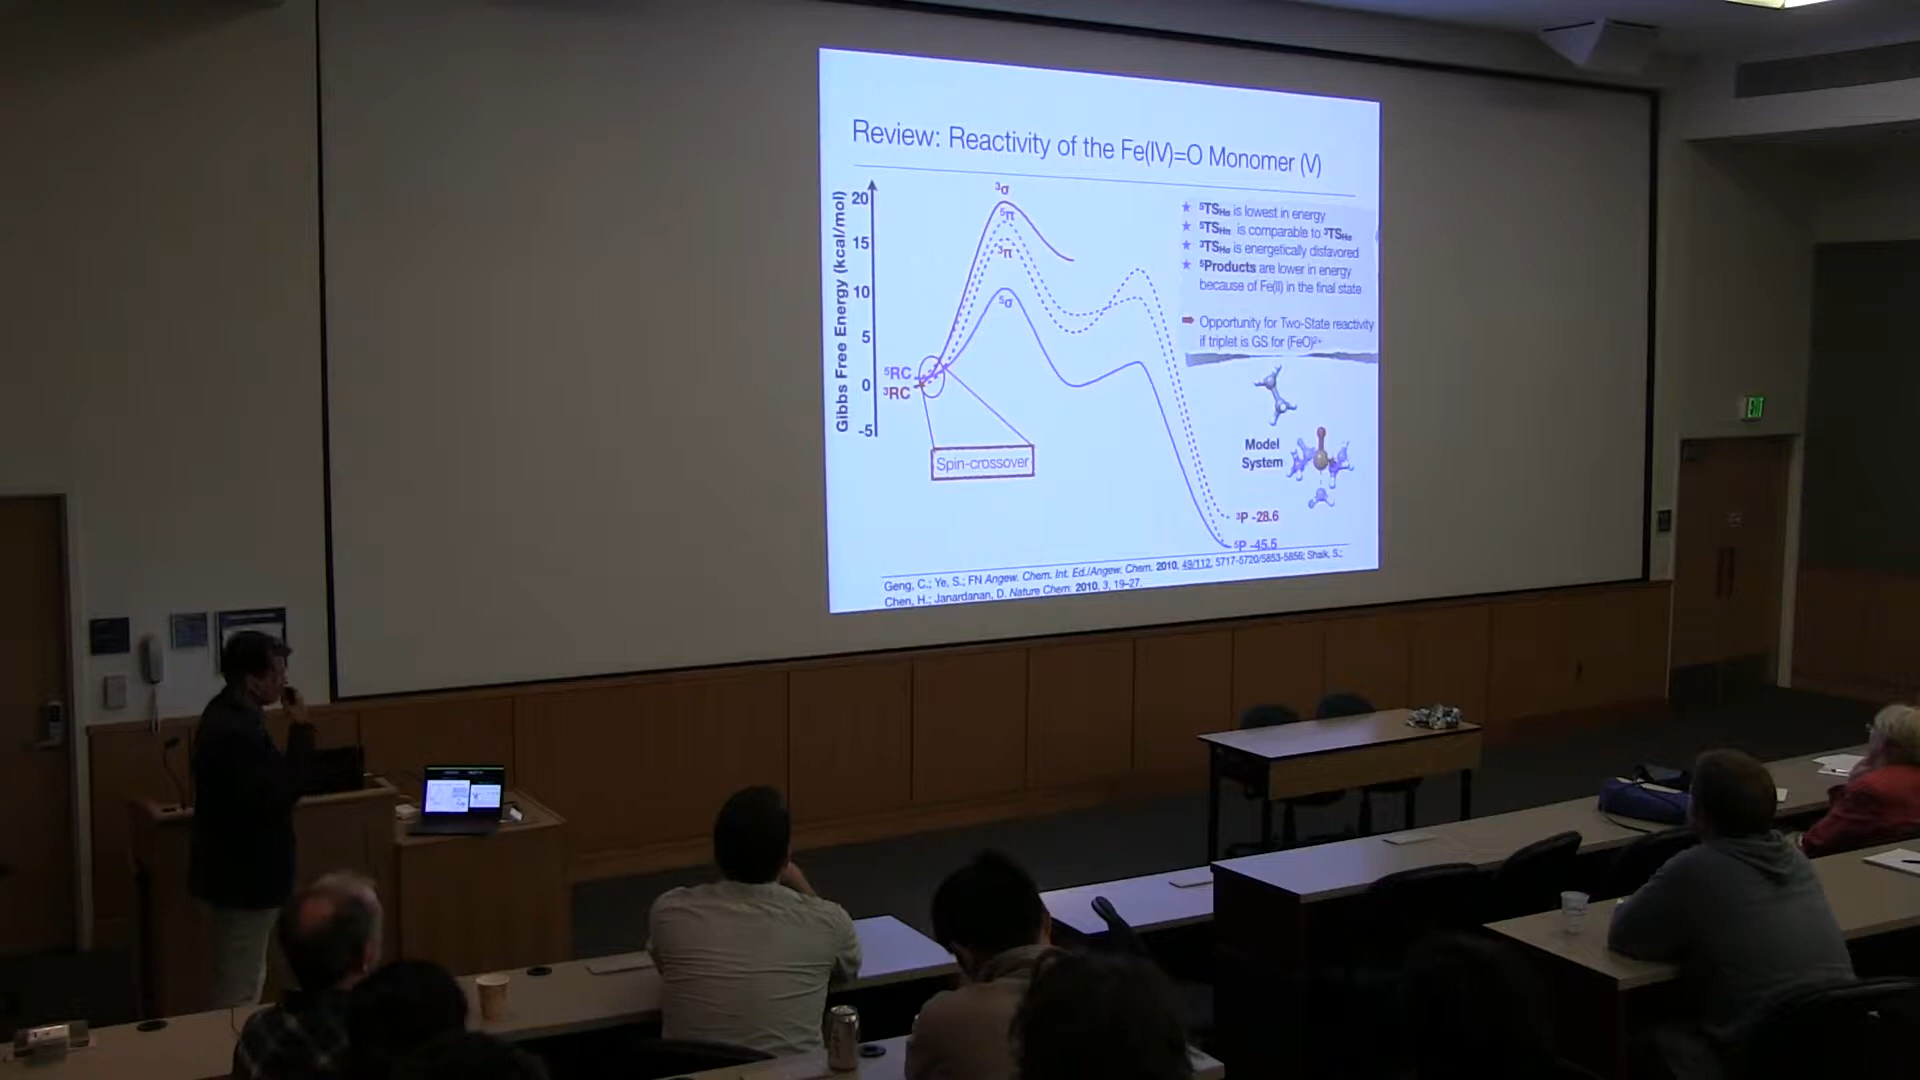 Review: Reactivity of the Fe(IV)=O Monomer (V)
Gibbs Free Energy (kcal/mol)
20
15
10
5
0
-5
³σ
⁵π
³π
⁵σ
⁵RC
³RC
Spin-crossover
★ ⁵TSHσ is lowest in energy
★ ⁵TSHπ is comparable to ³TSHσ
★ ³TSHσ is energetically disfavored
★ ⁵Products are lower in energy
because of Fe(II) in the final state
Opportunity for Two-State reactivity
if triplet is GS for (FeO)²⁺
Model
System
³P -28.6
⁵P -45.5
Geng, C.; Ye, S.; FN Angew. Chem. Int. Ed./Angew. Chem. 2010, 49/112, 5717-5720/5853-5856; Shaik, S.;
Chen, H.; Janardanan, D. Nature Chem. 2010, 3, 19–27.
EXIT